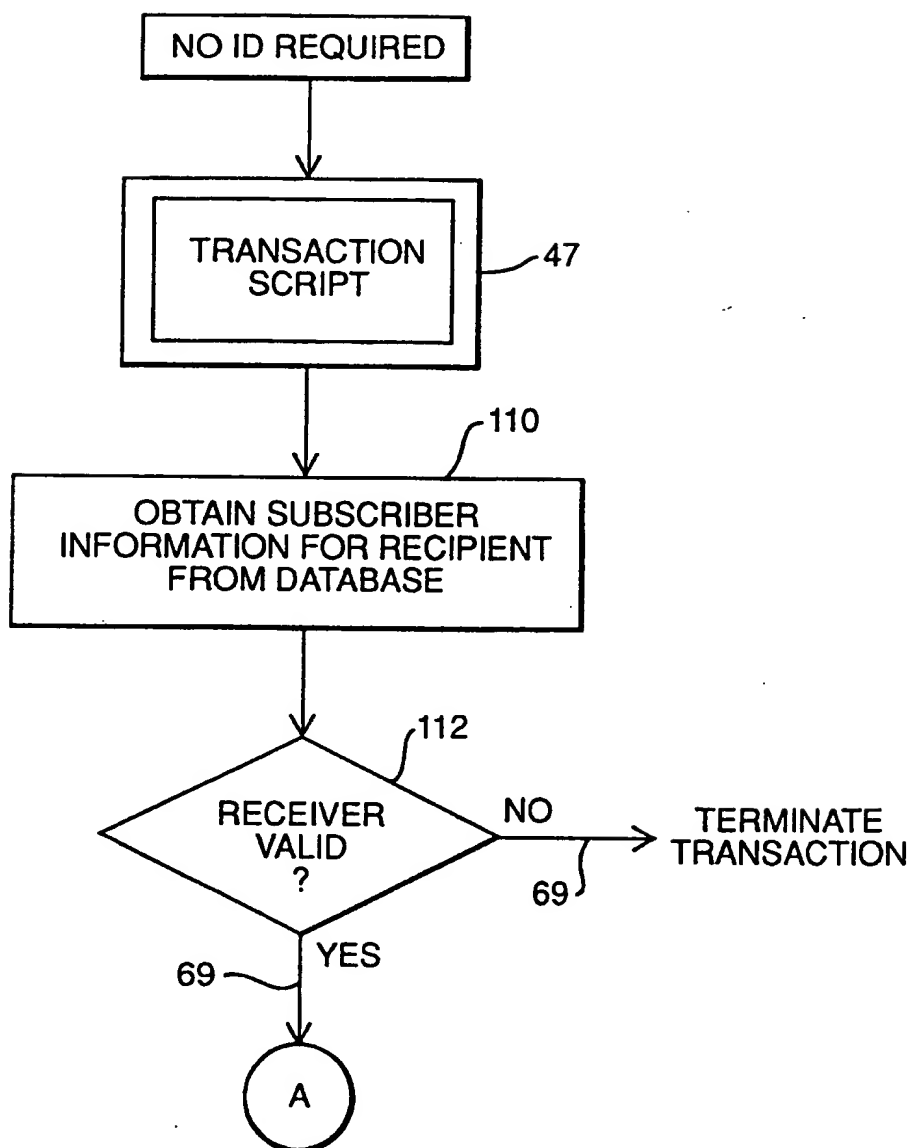 NO ID REQUIRED
TRANSACTION
SCRIPT
47
110
OBTAIN SUBSCRIBER
INFORMATION FOR RECIPIENT
FROM DATABASE
112
RECEIVER
VALID
?
NO
69
TERMINATE
TRANSACTION
YES
69
A